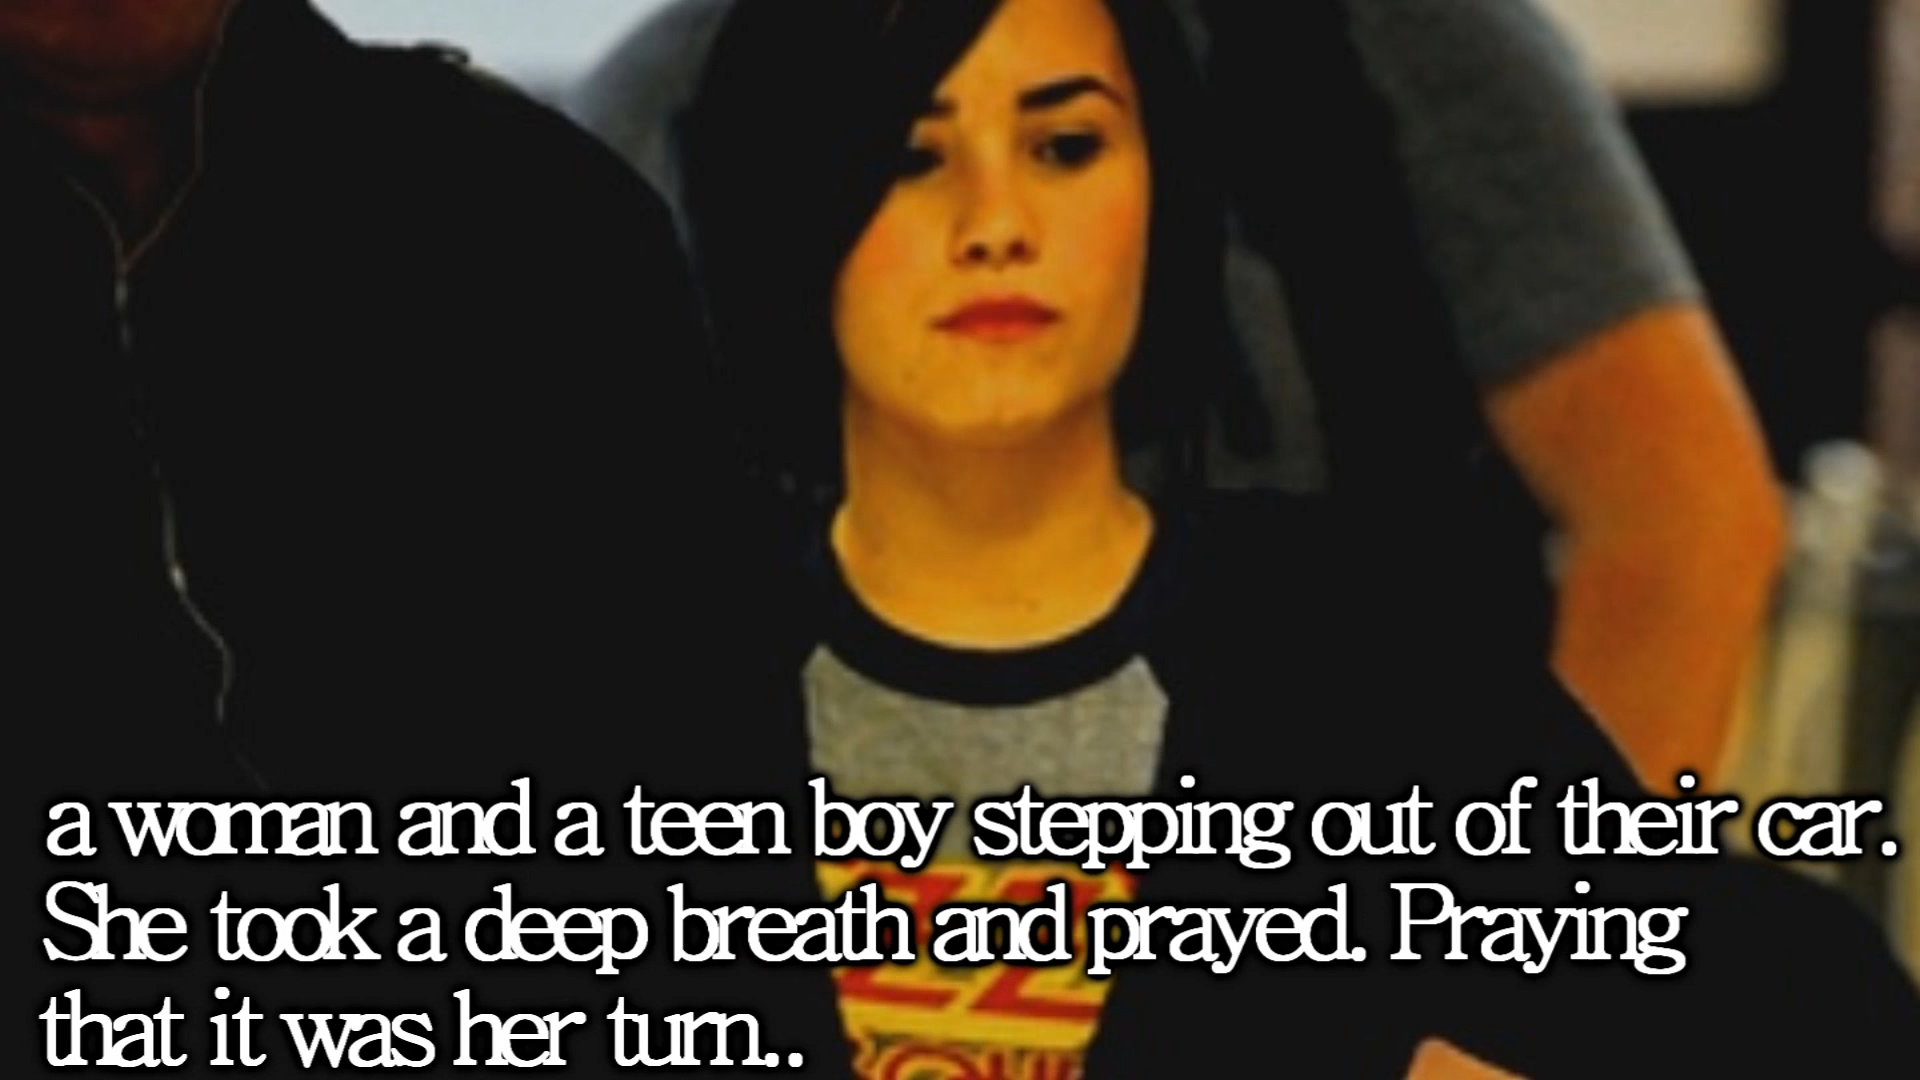 a woman and a teen boy stepping out of their car.
She took a deep breath and prayed. Praying
that it was her turn..